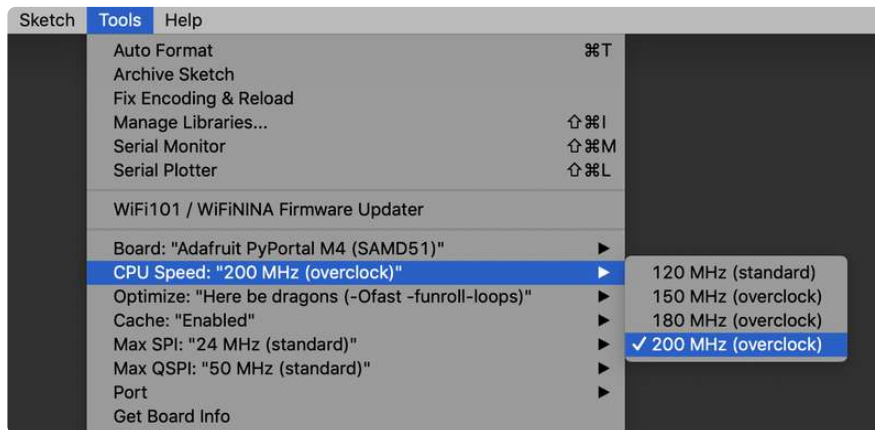 Sketch Tools Help
Auto Format ⌘T
Archive Sketch
Fix Encoding & Reload
Manage Libraries... ⇧⌘I
Serial Monitor ⇧⌘M
Serial Plotter ⇧⌘L
WiFi101 / WiFiNINA Firmware Updater
Board: "Adafruit PyPortal M4 (SAMD51)" ▶
CPU Speed: "200 MHz (overclock)" ▶
Optimize: "Here be dragons (-Ofast -funroll-loops)" ▶
Cache: "Enabled" ▶
Max SPI: "24 MHz (standard)" ▶
Max QSPI: "50 MHz (standard)" ▶
Port ▶
Get Board Info
120 MHz (standard)
150 MHz (overclock)
180 MHz (overclock)
✓ 200 MHz (overclock)